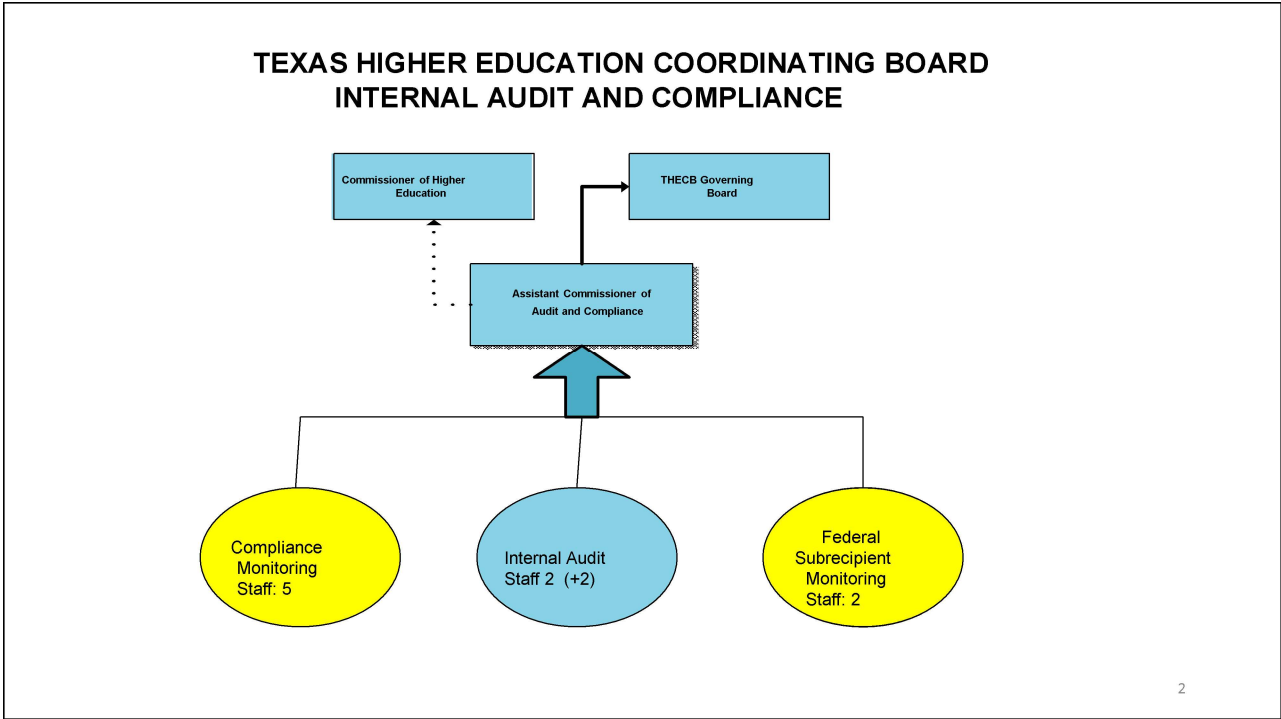 TEXAS HIGHER EDUCATION COORDINATING BOARD
INTERNAL AUDIT AND COMPLIANCE
Commissioner of Higher
Education
THECB Governing
Board
Assistant Commissioner of
Audit and Compliance
Compliance
Monitoring
Staff: 5
Internal Audit
Staff 2 (+2)
Federal
Subrecipient
Monitoring
Staff: 2
2